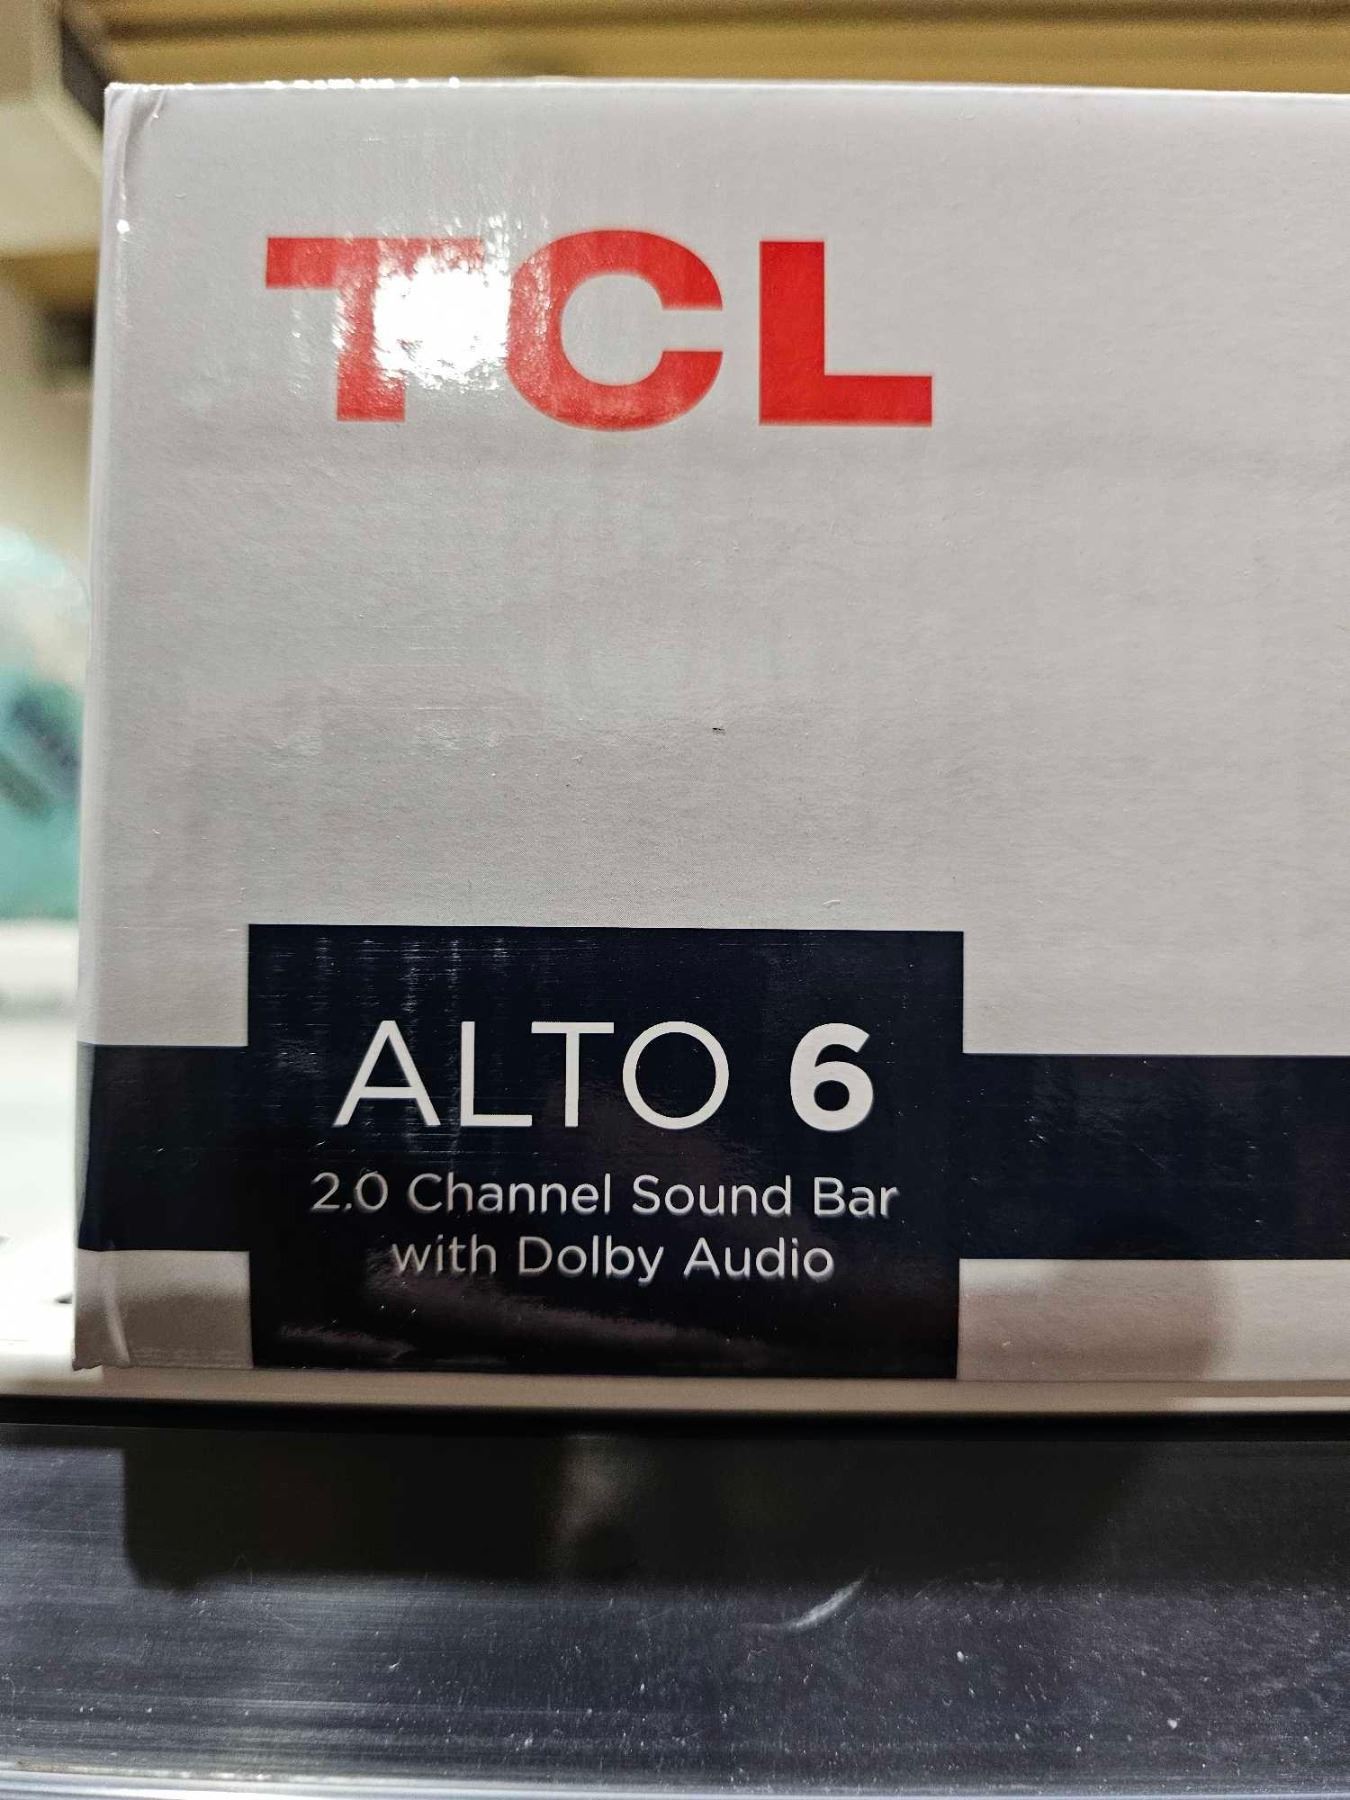 TCL
ALTO 6
2.0 Channel Sound Bar
with Dolby Audio